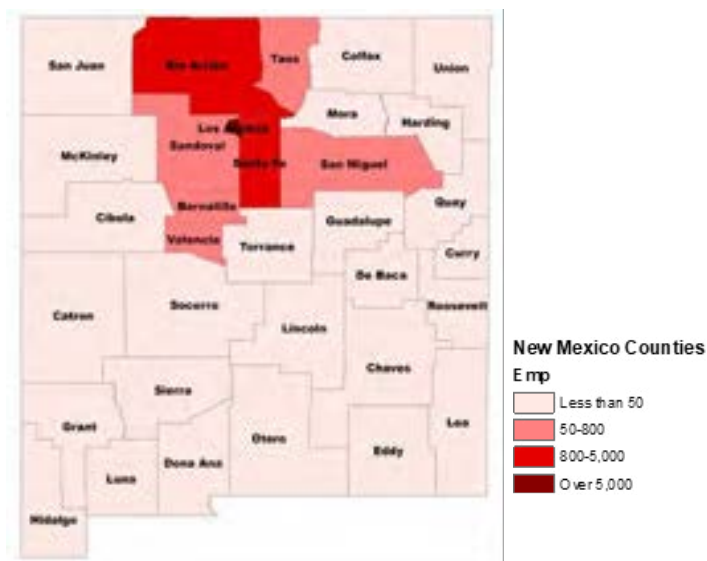 San Juan
Rio Arriba
Taos
Colfax
Union
Mora
Harding
Los Alamos
Sandoval
McKinley
Santa Fe
San Miguel
Bernalillo
Cibola
Guadalupe
Quay
Valencia
Torrance
Curry
De Baca
Socorro
Roosevelt
Catron
Lincoln
Chaves
Sierra
Grant
Lea
Otero
Eddy
Dona Ana
Luna
Hidalgo
New Mexico Counties
Emp
Less than 50
50-800
800-5,000
Over 5,000